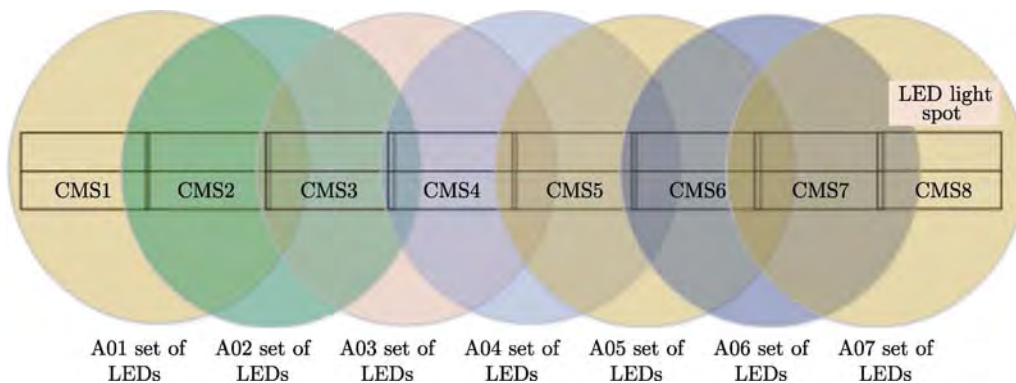 LED light
spot
CMS1 CMS2 CMS3 CMS4 CMS5 CMS6 CMS7 CMS8
A01 set of A02 set of A03 set of A04 set of A05 set of A06 set of A07 set of
LEDs LEDs LEDs LEDs LEDs LEDs LEDs